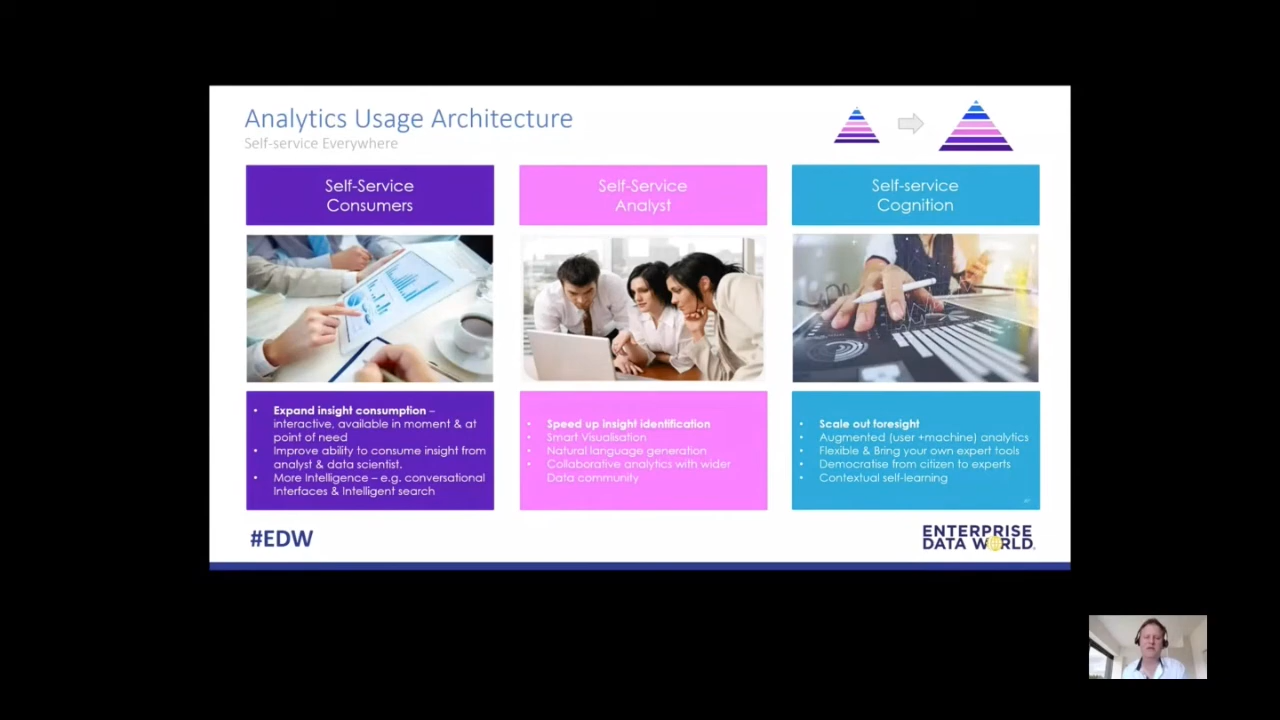 Analytics Usage Architecture
Self-service Everywhere
Self-Service
Consumers
Self-Service
Analyst
Self-service
Cognition
• Expand insight consumption –
interactive, available in moment & at
point of need
• Improve ability to consume insight from
analyst & data scientist.
• More Intelligence – e.g. conversational
Interfaces & Intelligent search
• Speed up insight identification
• Smart Visualisation
• Natural language generation
• Collaborative analytics with wider
Data community
• Scale out foresight
• Augmented (user +machine) analytics
• Flexible & Bring your own expert tools
• Democratise from citizen to experts
• Contextual self-learning
#EDW
ENTERPRISE
DATA WORLD.